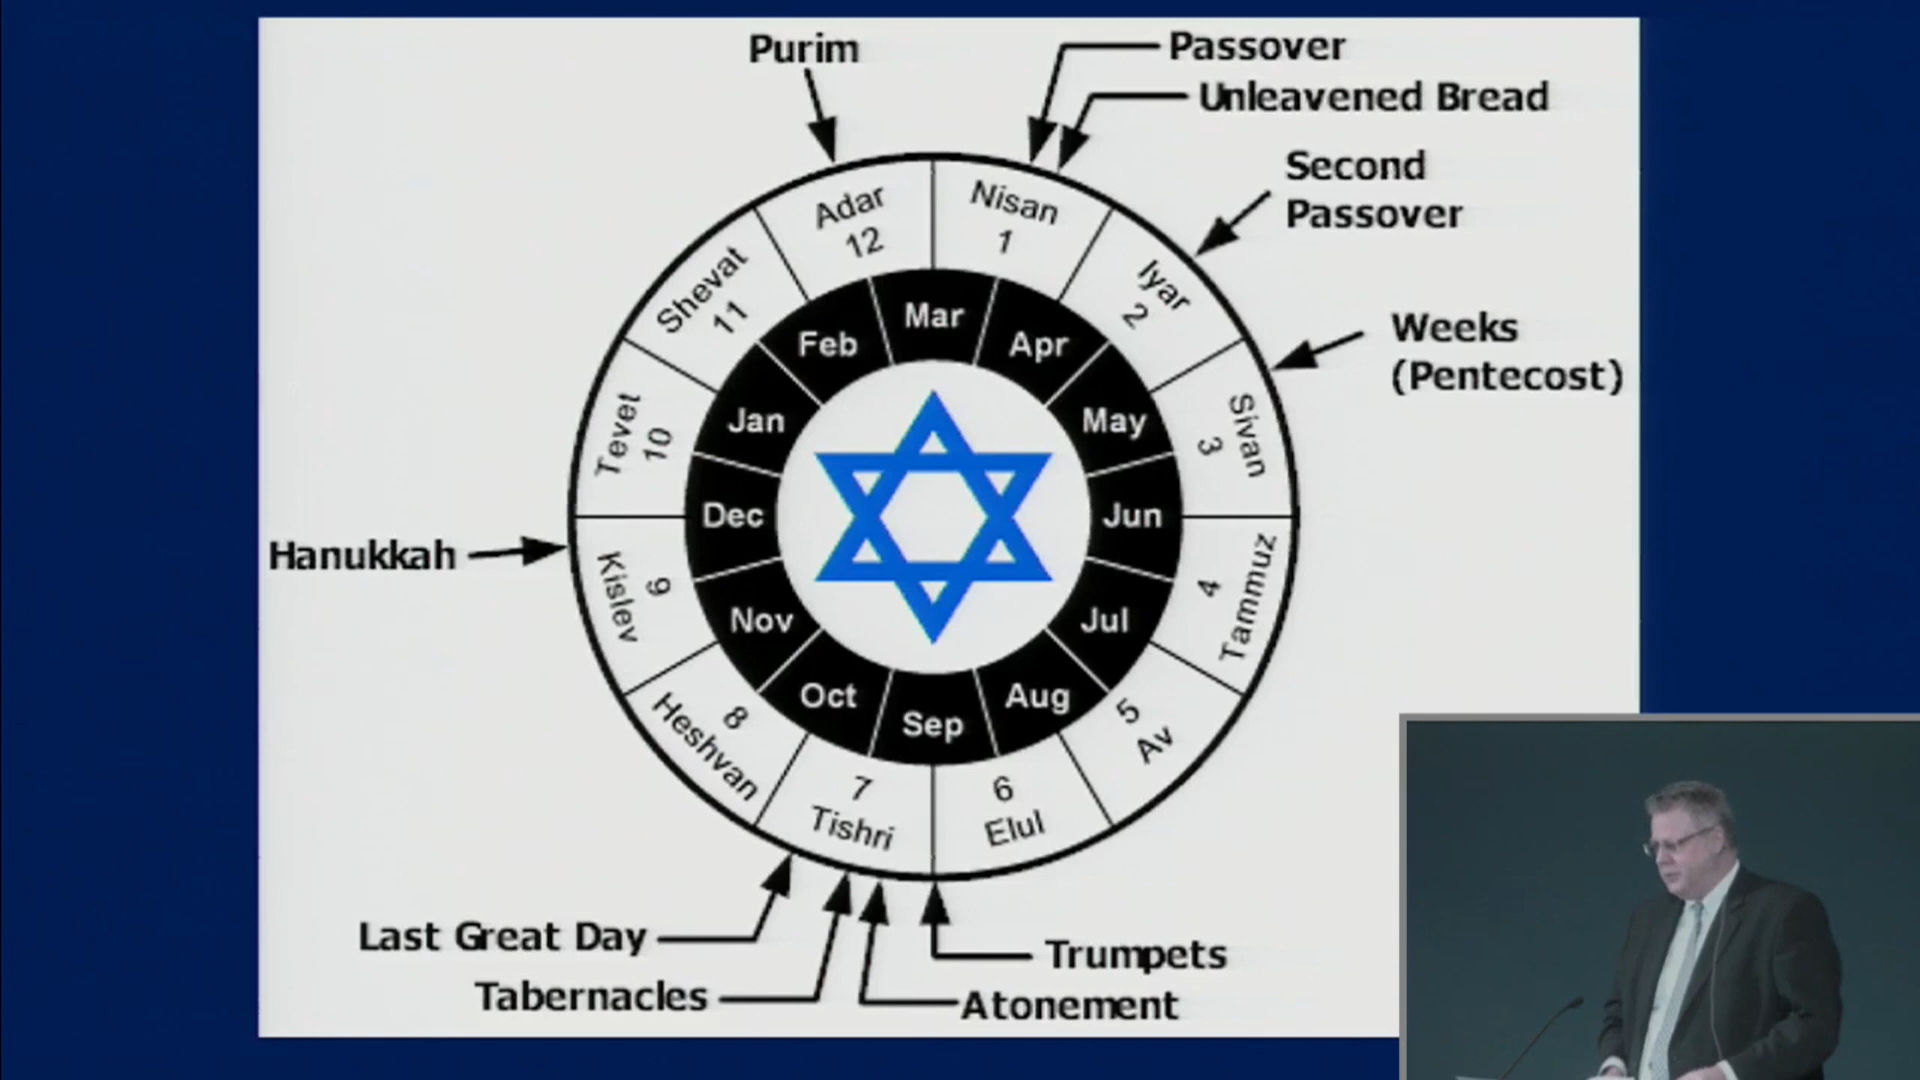 Purim
Passover
Unleavened Bread
Second
Passover
Weeks
(Pentecost)
Hanukkah
Last Great Day
Tabernacles
Trumpets
Atonement
Nisan
1
Iyar
2
Sivan
3
Tammuz
4
5
Av
6
Elul
7
Tishri
8
Heshvan
9
Kislev
Tevet
10
Shevat
11
Adar
12
Mar
Apr
May
Jun
Jul
Aug
Sep
Oct
Nov
Dec
Jan
Feb